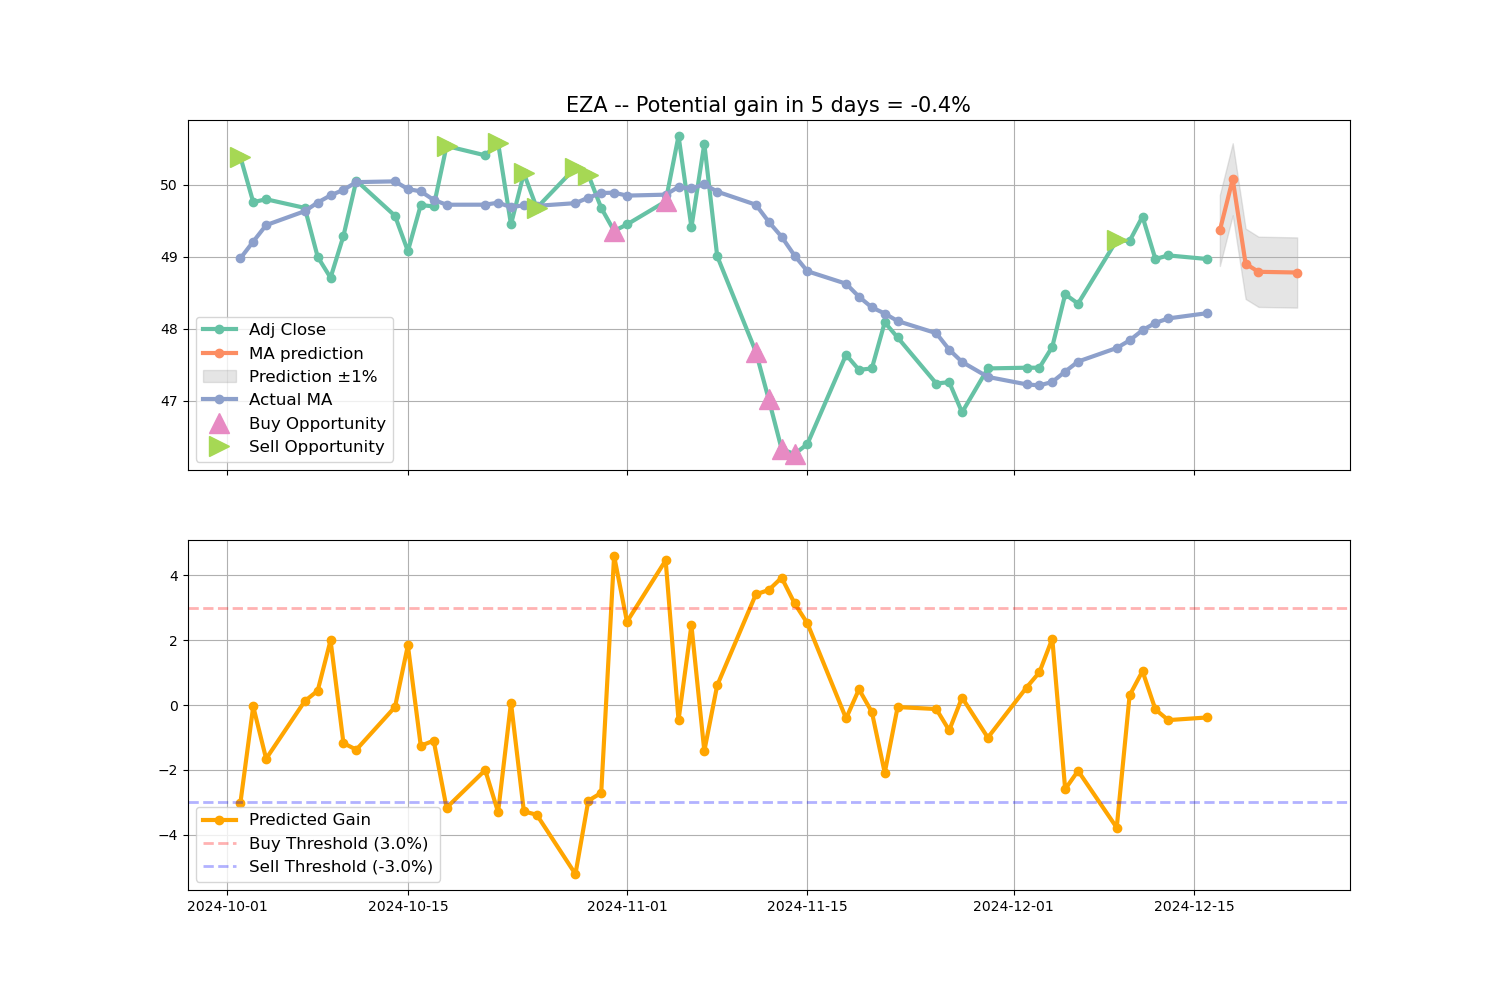 EZA -- Potential gain in 5 days = -0.4%
50
49
48
47
Adj Close
MA prediction
Prediction ±1%
Actual MA
Buy Opportunity
Sell Opportunity
4
2
0
−2
−4
Predicted Gain
Buy Threshold (3.0%)
Sell Threshold (-3.0%)
2024-10-01 2024-10-15 2024-11-01 2024-11-15 2024-12-01 2024-12-15